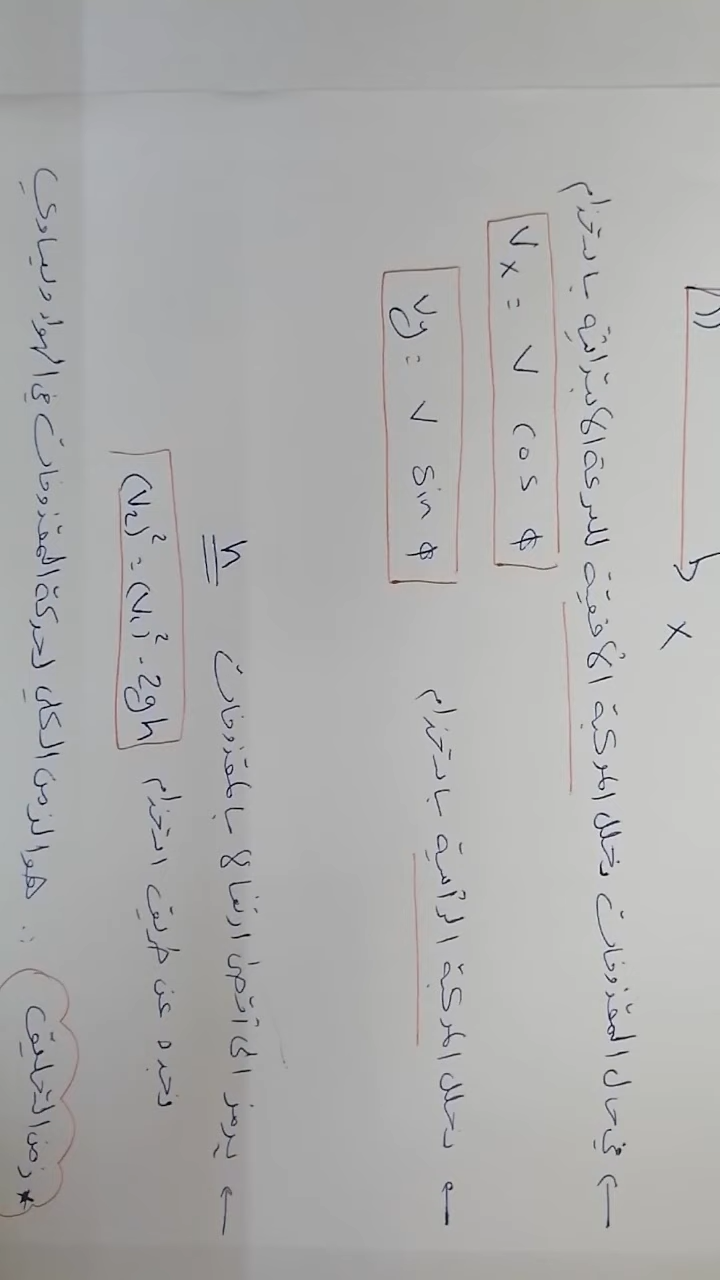 x
← في حال المقذوفات نحلل المركبة الأفقية للسرعة الابتدائية باستخدام
Vx = V cos ϕ
← نحلل المركبة الرأسية باستخدام
Vy = V sin ϕ
← يرمز الى أقصى ارتفاع بالمقذوفات h
نجده عن طريق استخدام (V2)² = (V1)² - 2gh
* زمن التحليق : هو الزمن الكلي لحركة المقذوفات في الهواء ويساوي